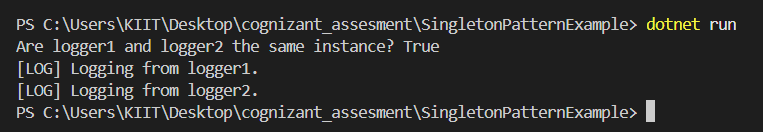 PS C:\Users\KIIT\Desktop\cognizant_assesment\SingletonPatternExample> dotnet run
Are logger1 and logger2 the same instance? True
[LOG] Logging from logger1.
[LOG] Logging from logger2.
PS C:\Users\KIIT\Desktop\cognizant_assesment\SingletonPatternExample>